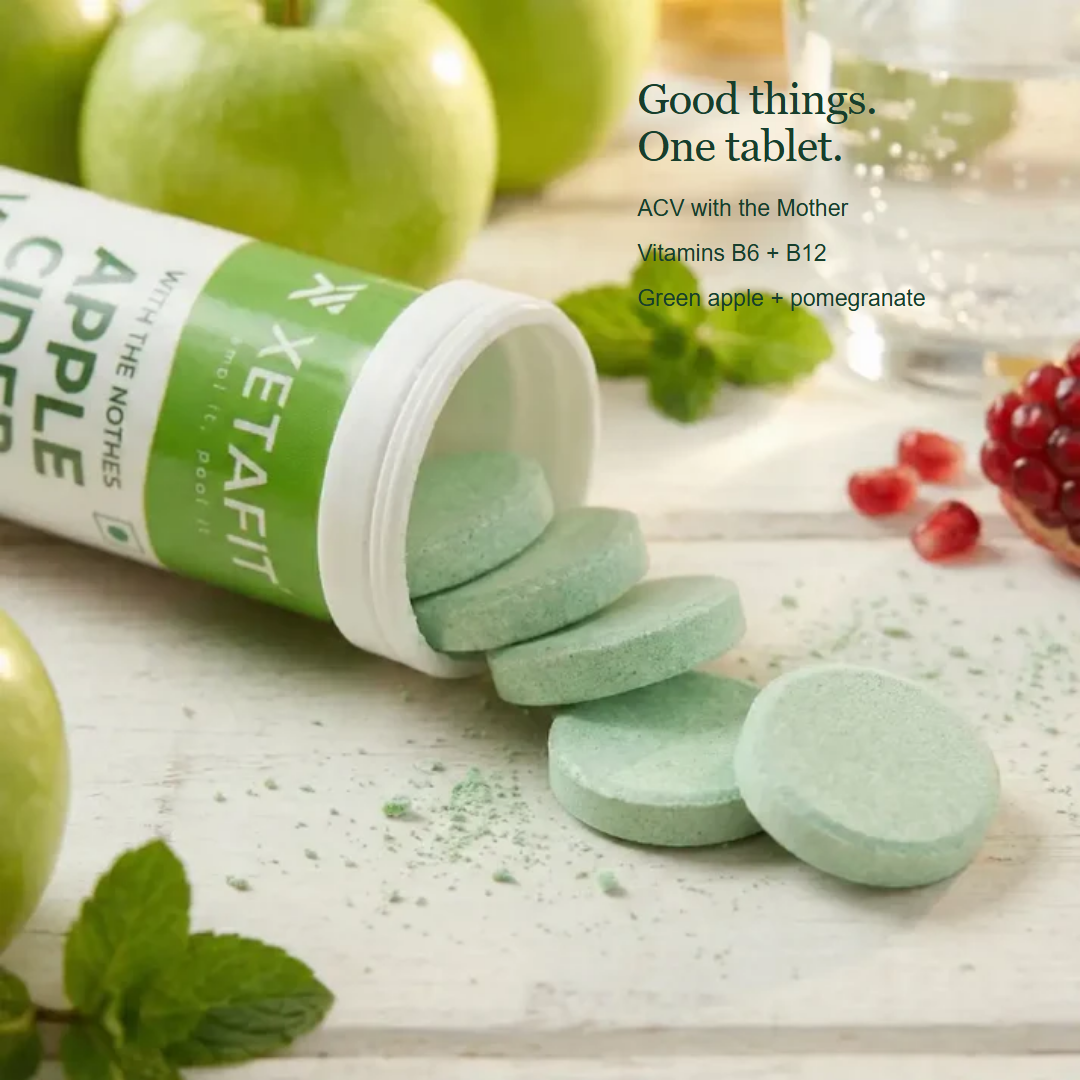 Good things.
One tablet.
ACV with the Mother
Vitamins B6 + B12
Green apple + pomegranate
APPLE
CIDER
WITH THE NOTHES
XETAFIT